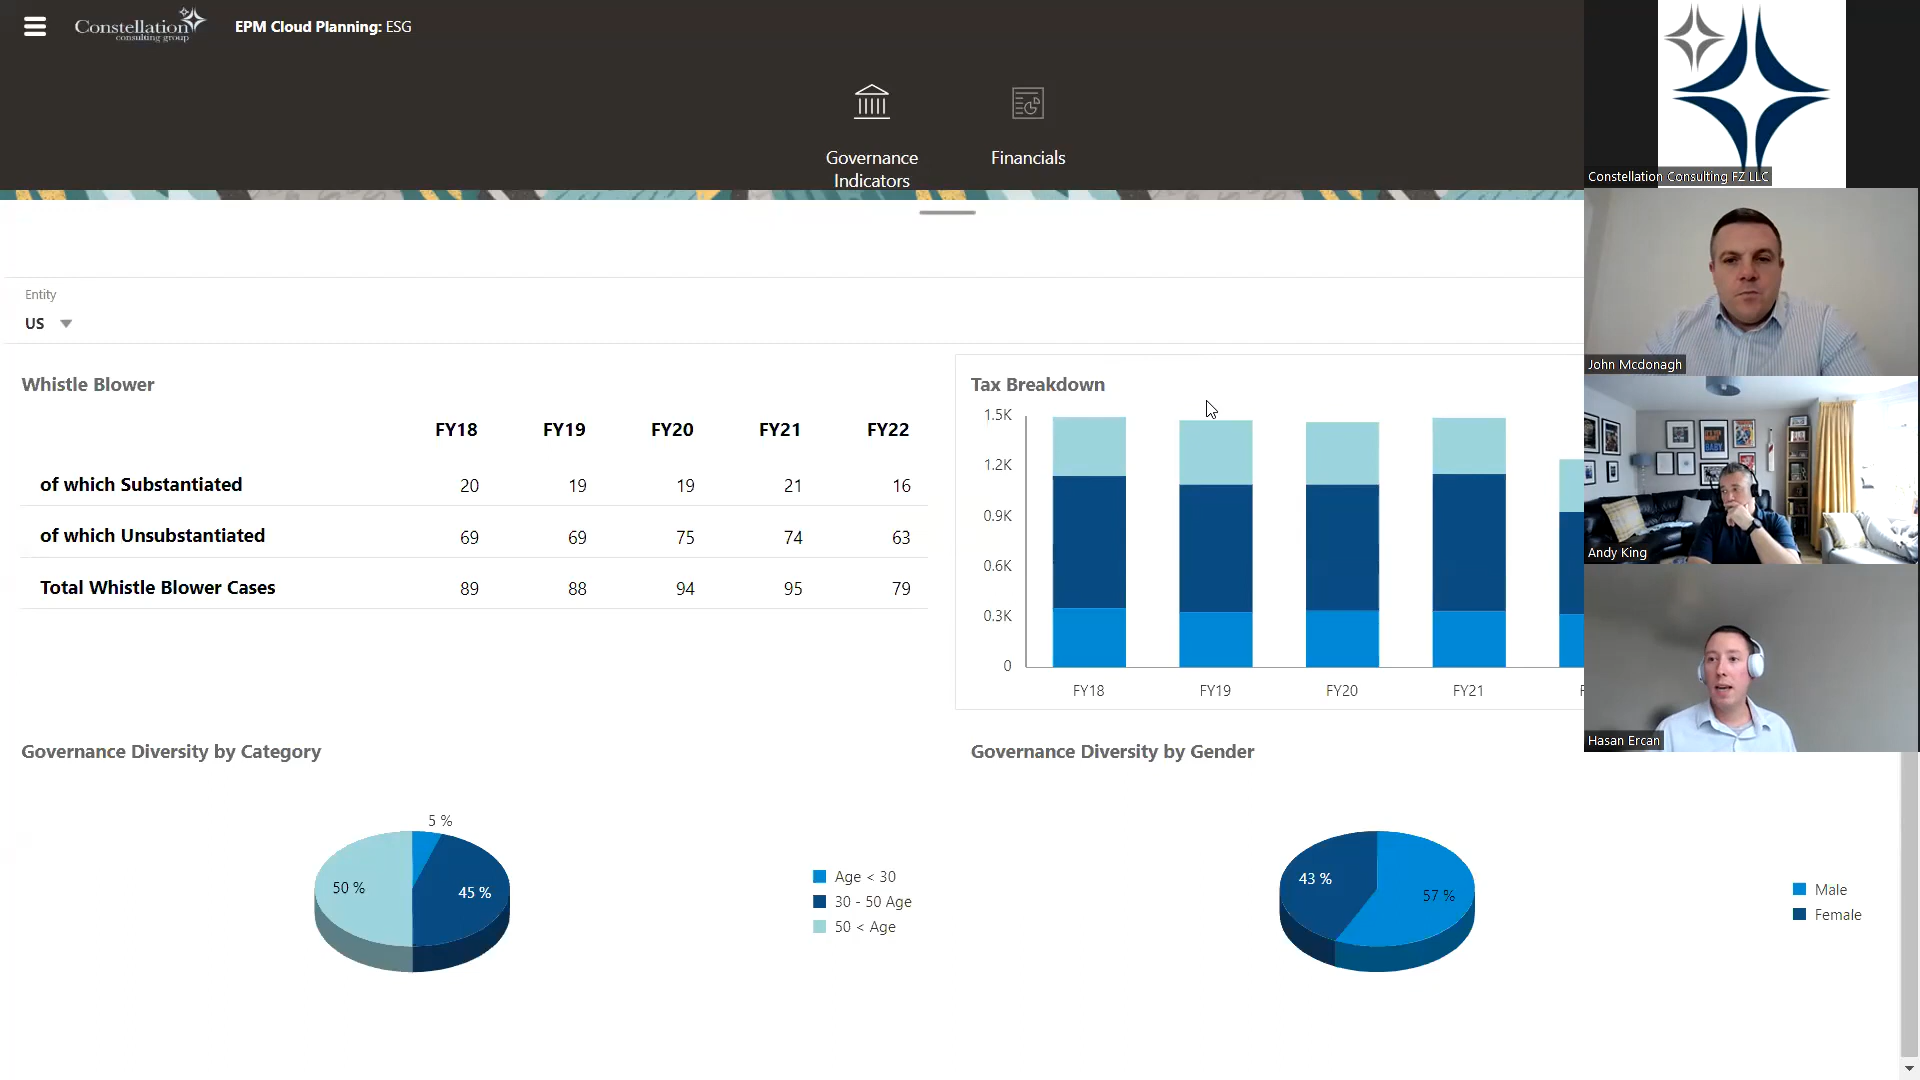 Constellation
consulting group
EPM Cloud Planning: ESG
Governance
Indicators
Financials
Constellation Consulting FZ LLC
John Mcdonagh
Andy King
Hasan Ercan
Entity
US
Whistle Blower
FY18 FY19 FY20 FY21 FY22
of which Substantiated 20 19 19 21 16
of which Unsubstantiated 69 69 75 74 63
Total Whistle Blower Cases 89 88 94 95 79
Tax Breakdown
1.5K
1.2K
0.9K
0.6K
0.3K
0
FY18 FY19 FY20 FY21
Governance Diversity by Category
5 %
50 %
45 %
Age < 30
30 - 50 Age
50 < Age
Governance Diversity by Gender
43 %
57 %
Male
Female